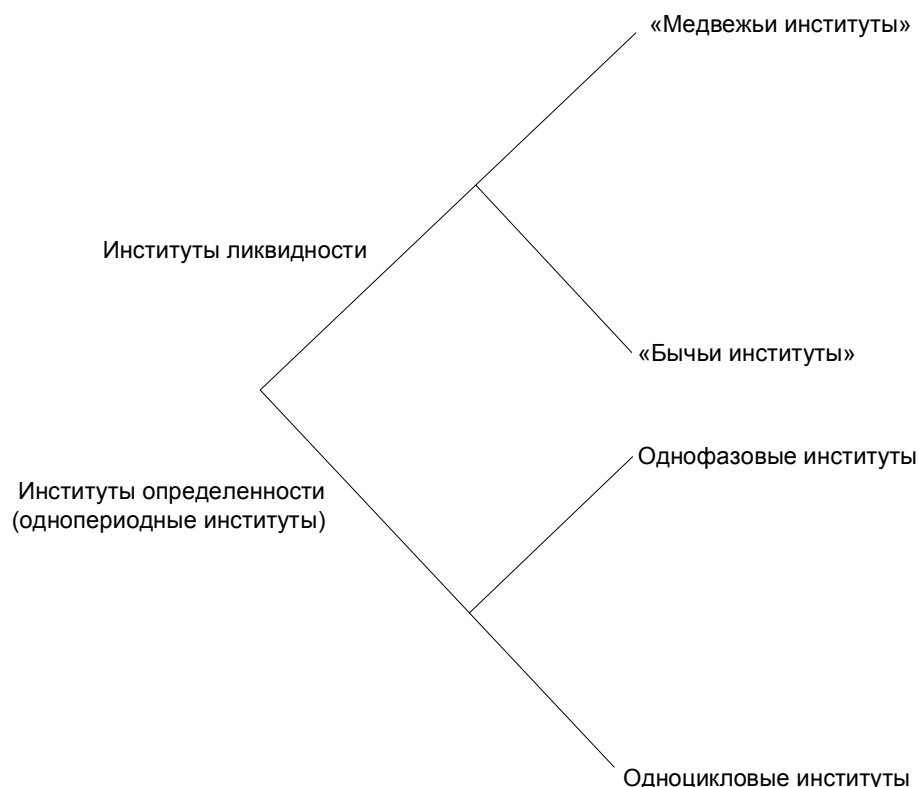 «Медвежьи институты»
Институты ликвидности
«Бычьи институты»
Однофазовые институты
Институты определенности
(однопериодные институты)
Одноцикловые институты